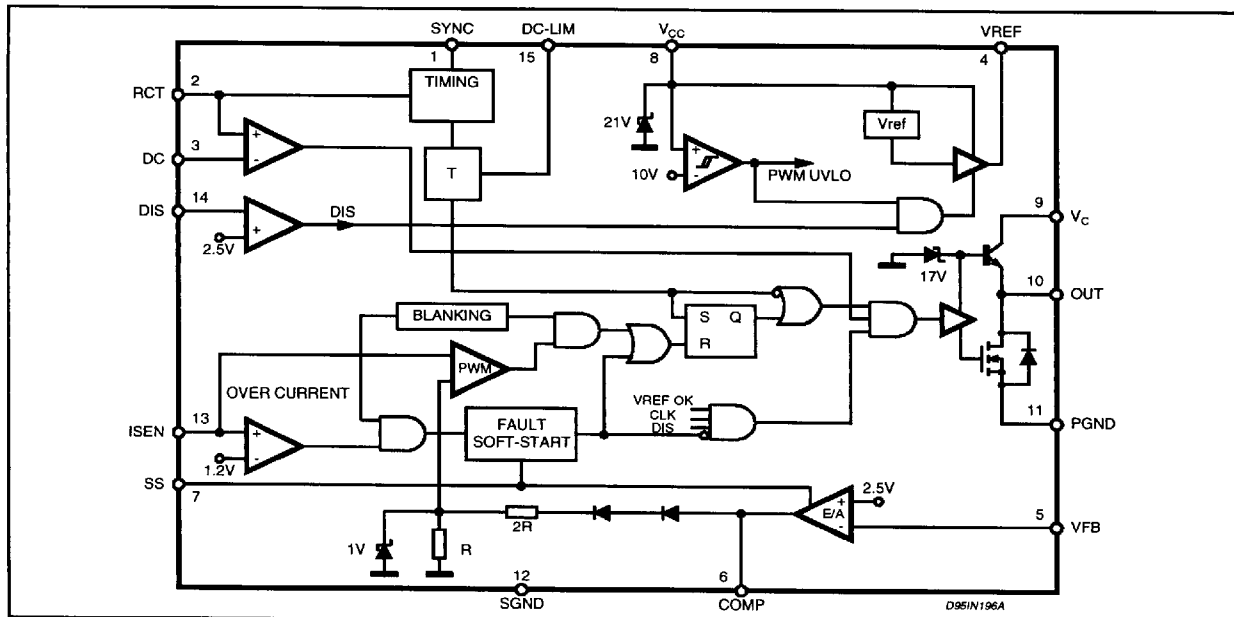 SYNC DC-LIM VCC VREF
1 15 8 4
2
RCT
TIMING
21V
Vref
3
DC
+
-
T
+
-
10V
PWM UVLO
14
DIS
DIS
+
2.5V
9
VC
17V
10
OUT
BLANKING
S Q
R
PWM
OVER CURRENT
VREF OK
CLK
DIS
11
PGND
13
ISEN
+
-
1.2V
FAULT
SOFT-START
SS
7
2.5V
+
E/A
-
5
VFB
2R
1V
R
12
SGND
6
COMP
D95IN196A